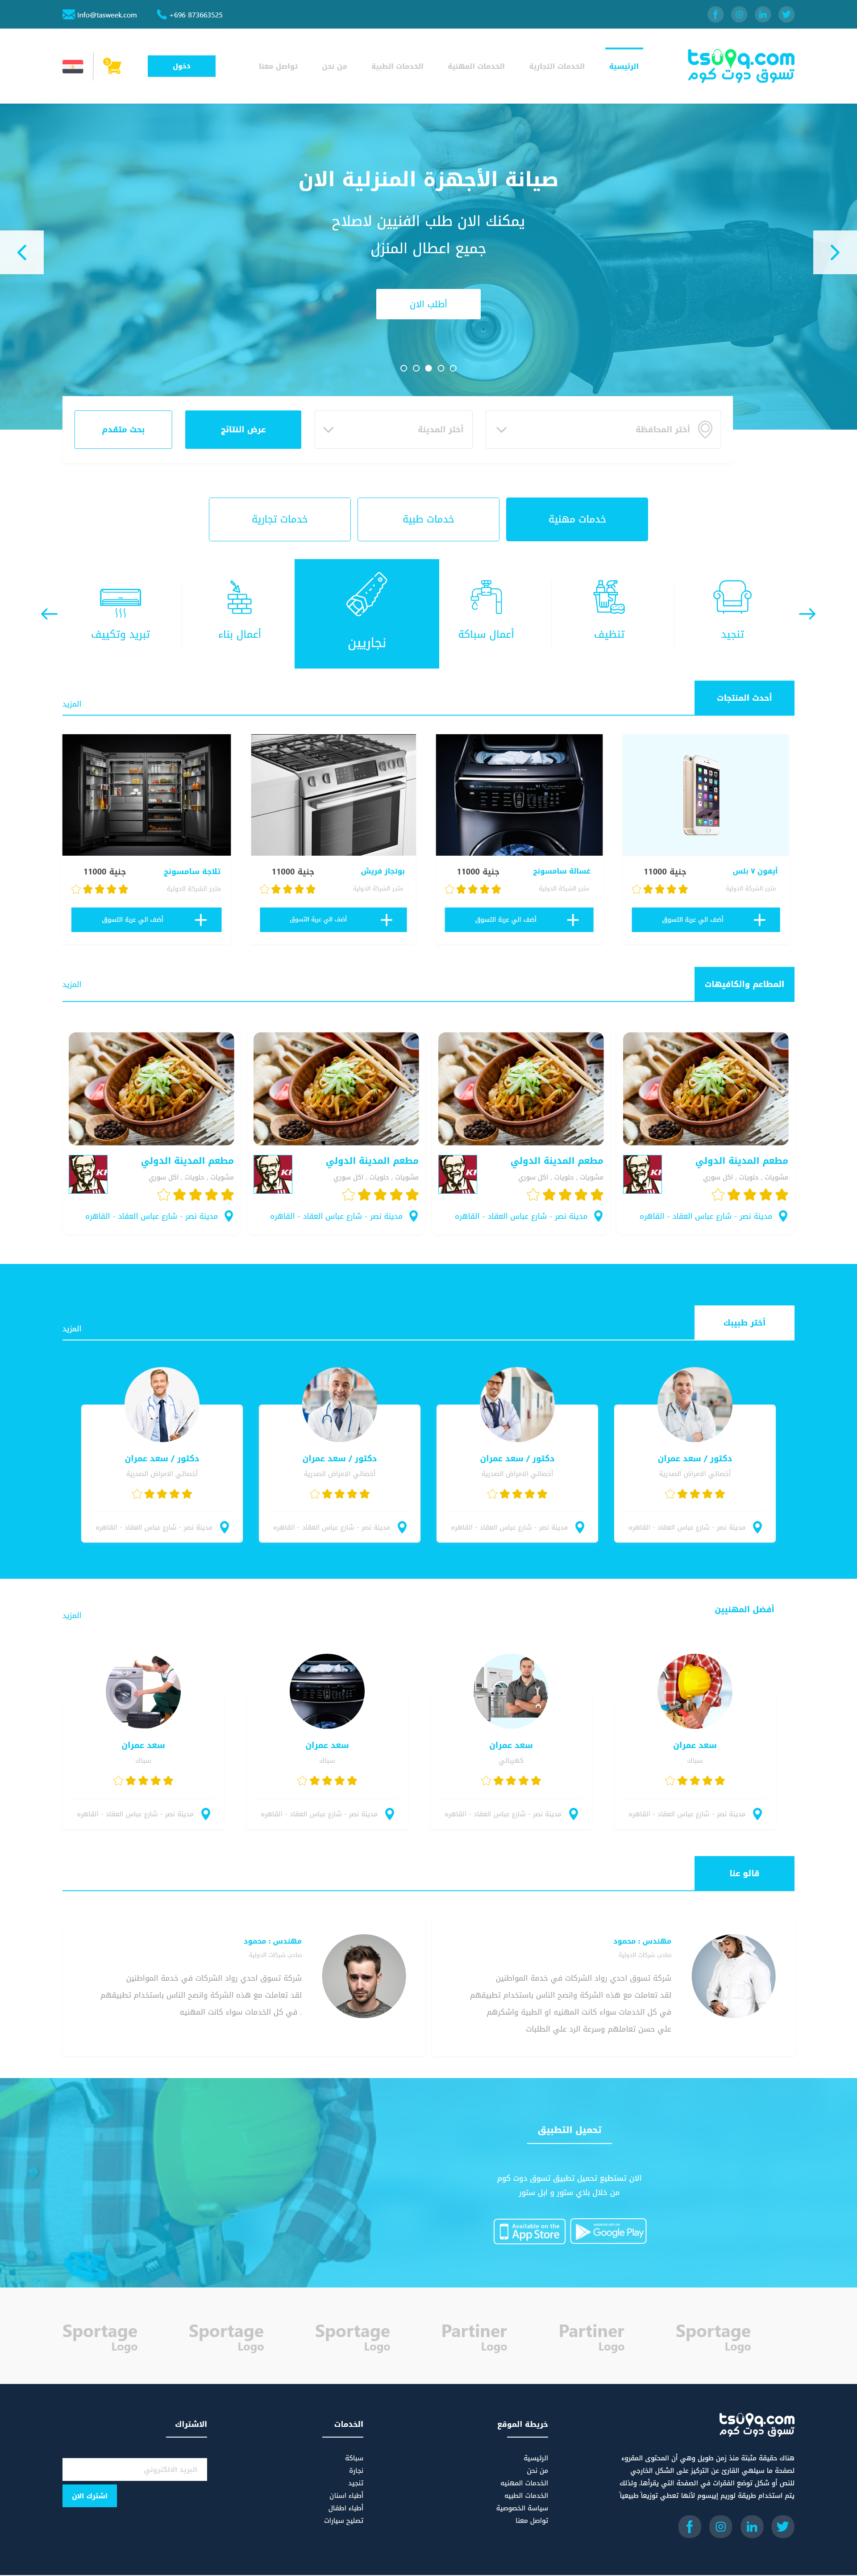 Info@tasweek.com
+696 873663525
tsuq.com
تسوق دوت كوم
الرئيسية
الخدمات التجارية
الخدمات المهنية
الخدمات الطبية
من نحن
تواصل معنا
دخول
صيانة الأجهزة المنزلية الان
يمكنك الان طلب الفنيين لاصلاح
جميع اعطال المنزل
أطلب الان
أختر المحافظة
أختر المدينة
عرض النتائج
بحث متقدم
خدمات مهنية
خدمات طبية
خدمات تجارية
تنجيد
تنظيف
أعمال سباكة
نجاريين
أعمال بناء
تبريد وتكييف
أحدث المنتجات
المزيد
أيفون ٧ بلس
جنية 11000
متجر الشركة الدولية
أضف الي عربة التسوق
غسالة سامسونج
جنية 11000
متجر الشركة الدولية
أضف الي عربة التسوق
بوتجاز فريش
جنية 11000
متجر الشركة الدولية
أضف الي عربة التسوق
ثلاجة سامسونج
جنية 11000
متجر الشركة الدولية
أضف الي عربة التسوق
المطاعم والكافيهات
المزيد
مطعم المدينة الدولي
مشويات , حلويات , اكل سوري
مدينة نصر - شارع عباس العقاد - القاهره
مطعم المدينة الدولي
مشويات , حلويات , اكل سوري
مدينة نصر - شارع عباس العقاد - القاهره
مطعم المدينة الدولي
مشويات , حلويات , اكل سوري
مدينة نصر - شارع عباس العقاد - القاهره
مطعم المدينة الدولي
مشويات , حلويات , اكل سوري
مدينة نصر - شارع عباس العقاد - القاهره
أختر طبيبك
المزيد
دكتور / سعد عمران
أخصائي الامراض الصدرية
مدينة نصر - شارع عباس العقاد - القاهره
دكتور / سعد عمران
أخصائي الامراض الصدرية
مدينة نصر - شارع عباس العقاد - القاهره
دكتور / سعد عمران
أخصائي الامراض الصدرية
مدينة نصر - شارع عباس العقاد - القاهره
دكتور / سعد عمران
أخصائي الامراض الصدرية
مدينة نصر - شارع عباس العقاد - القاهره
أفضل المهنيين
المزيد
سعد عمران
سباك
مدينة نصر - شارع عباس العقاد - القاهره
سعد عمران
كهربائي
مدينة نصر - شارع عباس العقاد - القاهره
سعد عمران
سباك
مدينة نصر - شارع عباس العقاد - القاهره
سعد عمران
سباك
مدينة نصر - شارع عباس العقاد - القاهره
قالو عنا
مهندس : محمود
صاحب شركات الدولية
شركة تسوق احدي رواد الشركات في خدمة المواطنين
لقد تعاملت مع هذه الشركة وانصح الناس باستخدام تطبيقهم
في كل الخدمات سواء كانت المهنيه او الطبية واشكرهم
علي حسن تعاملهم وسرعة الرد علي الطلبات
مهندس : محمود
صاحب شركات الدولية
شركة تسوق احدي رواد الشركات في خدمة المواطنين
لقد تعاملت مع هذه الشركة وانصح الناس باستخدام تطبيقهم
في كل الخدمات سواء كانت المهنيه .
تحميل التطبيق
الان تستطيع تحميل تطبيق تسوق دوت كوم
من خلال بلاي ستور و ابل ستور
Available on the
App Store
Google Play
Sportage
Logo
Sportage
Logo
Sportage
Logo
Partiner
Logo
Partiner
Logo
Sportage
Logo
tsuq.com
تسوق دوت كوم
هناك حقيقة مثبتة منذ زمن طويل وهي أن المحتوى المقروء
لصفحة ما سيلهي القارئ عن التركيز على الشكل الخارجي
للنص أو شكل توضع الفقرات في الصفحة التي يقرأها. ولذلك
يتم استخدام طريقة لوريم إيبسوم لأنها تعطي توزيعاَ طبيعياَ
خريطة الموقع
الرئيسية
من نحن
الخدمات المهنيه
الخدمات الطبيه
سياسة الخصوصية
تواصل معنا
الخدمات
سباكة
نجارة
تنجيد
أطباء اسنان
أطباء اطفال
تصليح سيارات
الاشتراك
البريد الالكتروني
اشترك الان